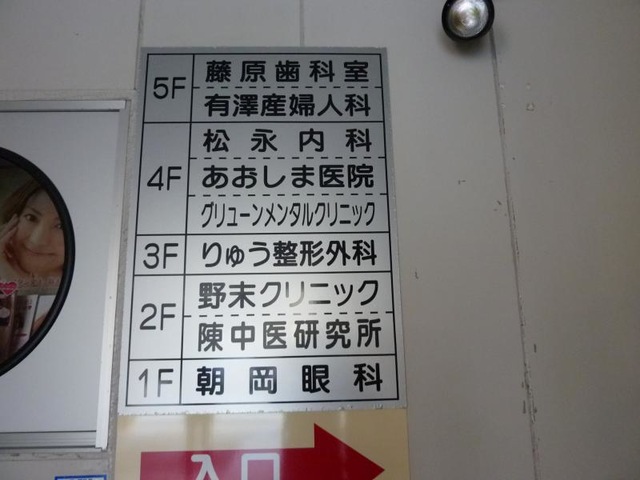 5F
藤原歯科室
有澤産婦人科
4F
松永内科
あおしま医院
グリューンメンタルクリニック
3F
りゅう整形外科
2F
野末クリニック
陳中医研究所
1F
朝岡眼科
入口